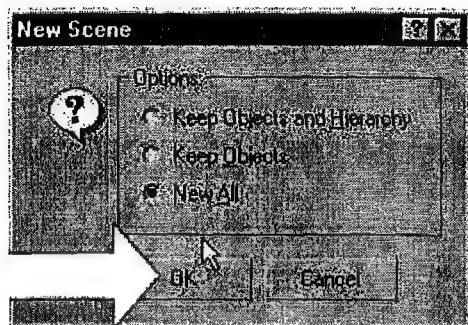 New Scene
Options:
Keep Objects and Hierarchy
Keep Objects
New All
OK Cancel